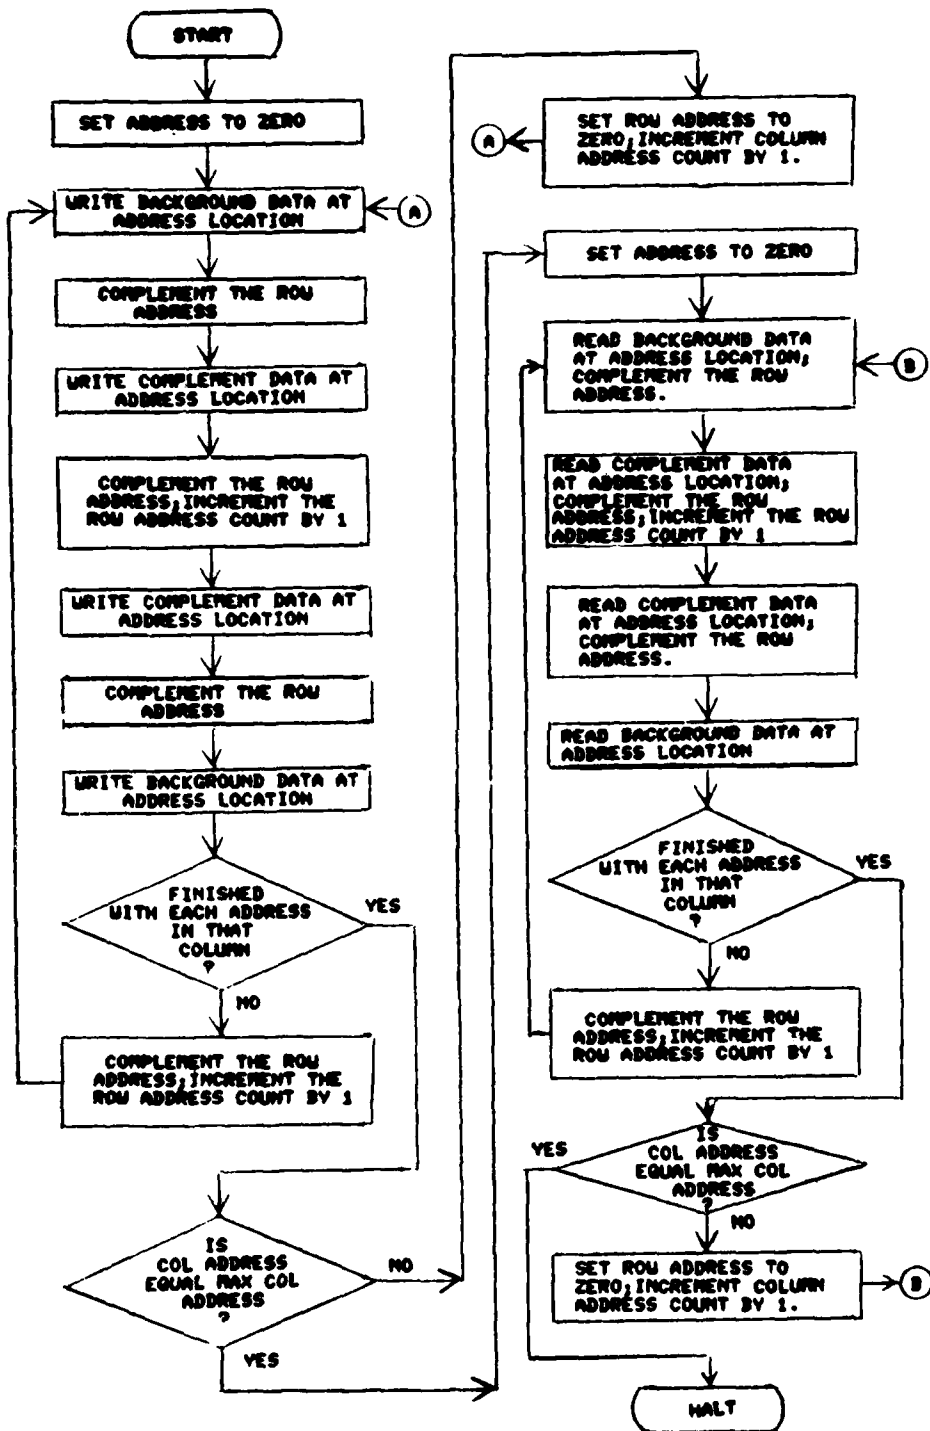 START
SET ADDRESS TO ZERO
WRITE BACKGROUND DATA AT
ADDRESS LOCATION
A
COMPLEMENT THE ROW
ADDRESS
WRITE COMPLEMENT DATA AT
ADDRESS LOCATION
COMPLEMENT THE ROW
ADDRESS;INCREMENT THE
ROW ADDRESS COUNT BY 1
WRITE COMPLEMENT DATA AT
ADDRESS LOCATION
COMPLEMENT THE ROW
ADDRESS
WRITE BACKGROUND DATA AT
ADDRESS LOCATION
FINISHED
WITH EACH ADDRESS
IN THAT
COLUMN
?
YES
NO
COMPLEMENT THE ROW
ADDRESS;INCREMENT THE
ROW ADDRESS COUNT BY 1
IS
COL ADDRESS
EQUAL MAX COL
ADDRESS
?
NO
YES
SET ROW ADDRESS TO
ZERO;INCREMENT COLUMN
ADDRESS COUNT BY 1.
A
SET ADDRESS TO ZERO
READ BACKGROUND DATA
AT ADDRESS LOCATION;
COMPLEMENT THE ROW
ADDRESS.
B
READ COMPLEMENT DATA
AT ADDRESS LOCATION;
COMPLEMENT THE ROW
ADDRESS;INCREMENT THE ROW
ADDRESS COUNT BY 1
READ COMPLEMENT DATA
AT ADDRESS LOCATION;
COMPLEMENT THE ROW
ADDRESS.
READ BACKGROUND DATA AT
ADDRESS LOCATION
FINISHED
WITH EACH ADDRESS
IN THAT
COLUMN
?
YES
NO
COMPLEMENT THE ROW
ADDRESS;INCREMENT THE
ROW ADDRESS COUNT BY 1
IS
COL ADDRESS
EQUAL MAX COL
ADDRESS
?
YES
NO
SET ROW ADDRESS TO
ZERO;INCREMENT COLUMN
ADDRESS COUNT BY 1.
B
HALT